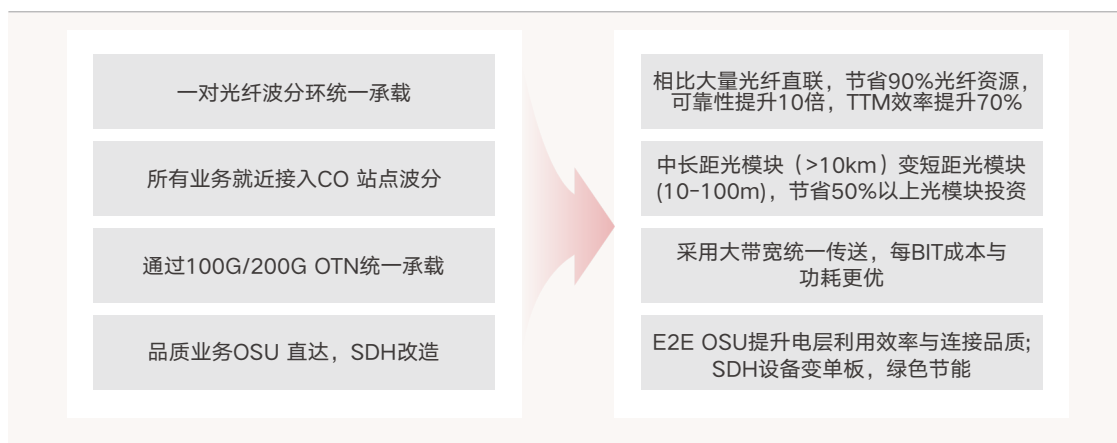 一对光纤波分环统一承载
所有业务就近接入CO 站点波分
通过100G/200G OTN统一承载
品质业务OSU 直达，SDH改造
相比大量光纤直联，节省90%光纤资源，
可靠性提升10倍，TTM效率提升70%
中长距光模块（>10km）变短距光模块
(10-100m)，节省50%以上光模块投资
采用大带宽统一传送，每BIT成本与
功耗更优
E2E OSU提升电层利用效率与连接品质;
SDH设备变单板，绿色节能